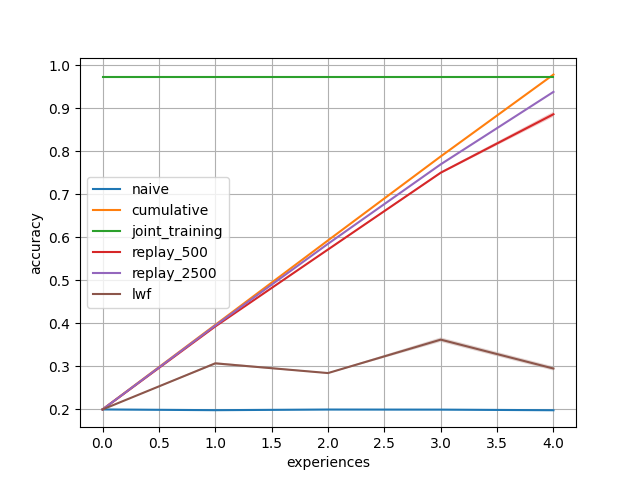 1.0
0.9
0.8
0.7
0.6
0.5
0.4
0.3
0.2
accuracy
naive
cumulative
joint_training
replay_500
replay_2500
lwf
0.0 0.5 1.0 1.5 2.0 2.5 3.0 3.5 4.0
experiences